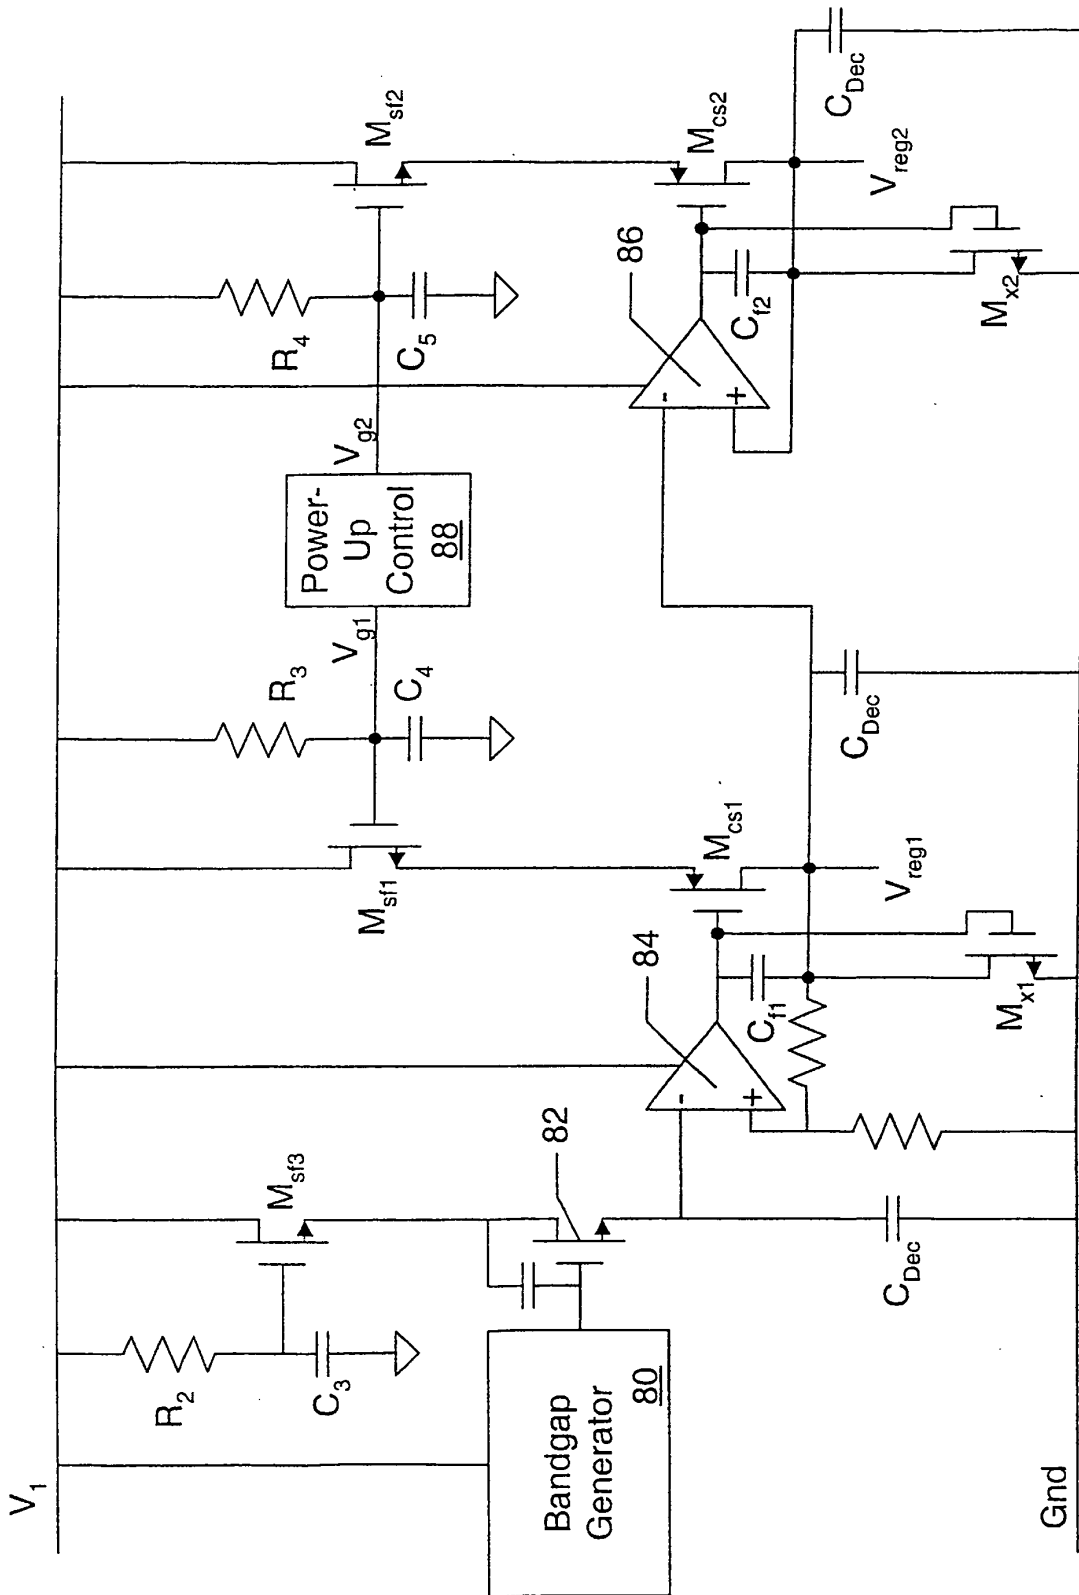 V1
R2
C3
Msf3
Bandgap
Generator
80
82
CDec
-
+
84
Cf1
Msf1
Mcs1
Vreg1
Mx1
R3
C4
Vg1
Power-
Up
Control
88
Vg2
CDec
R4
C5
Msf2
-
+
86
Cf2
Mcs2
Vreg2
Mx2
CDec
Gnd